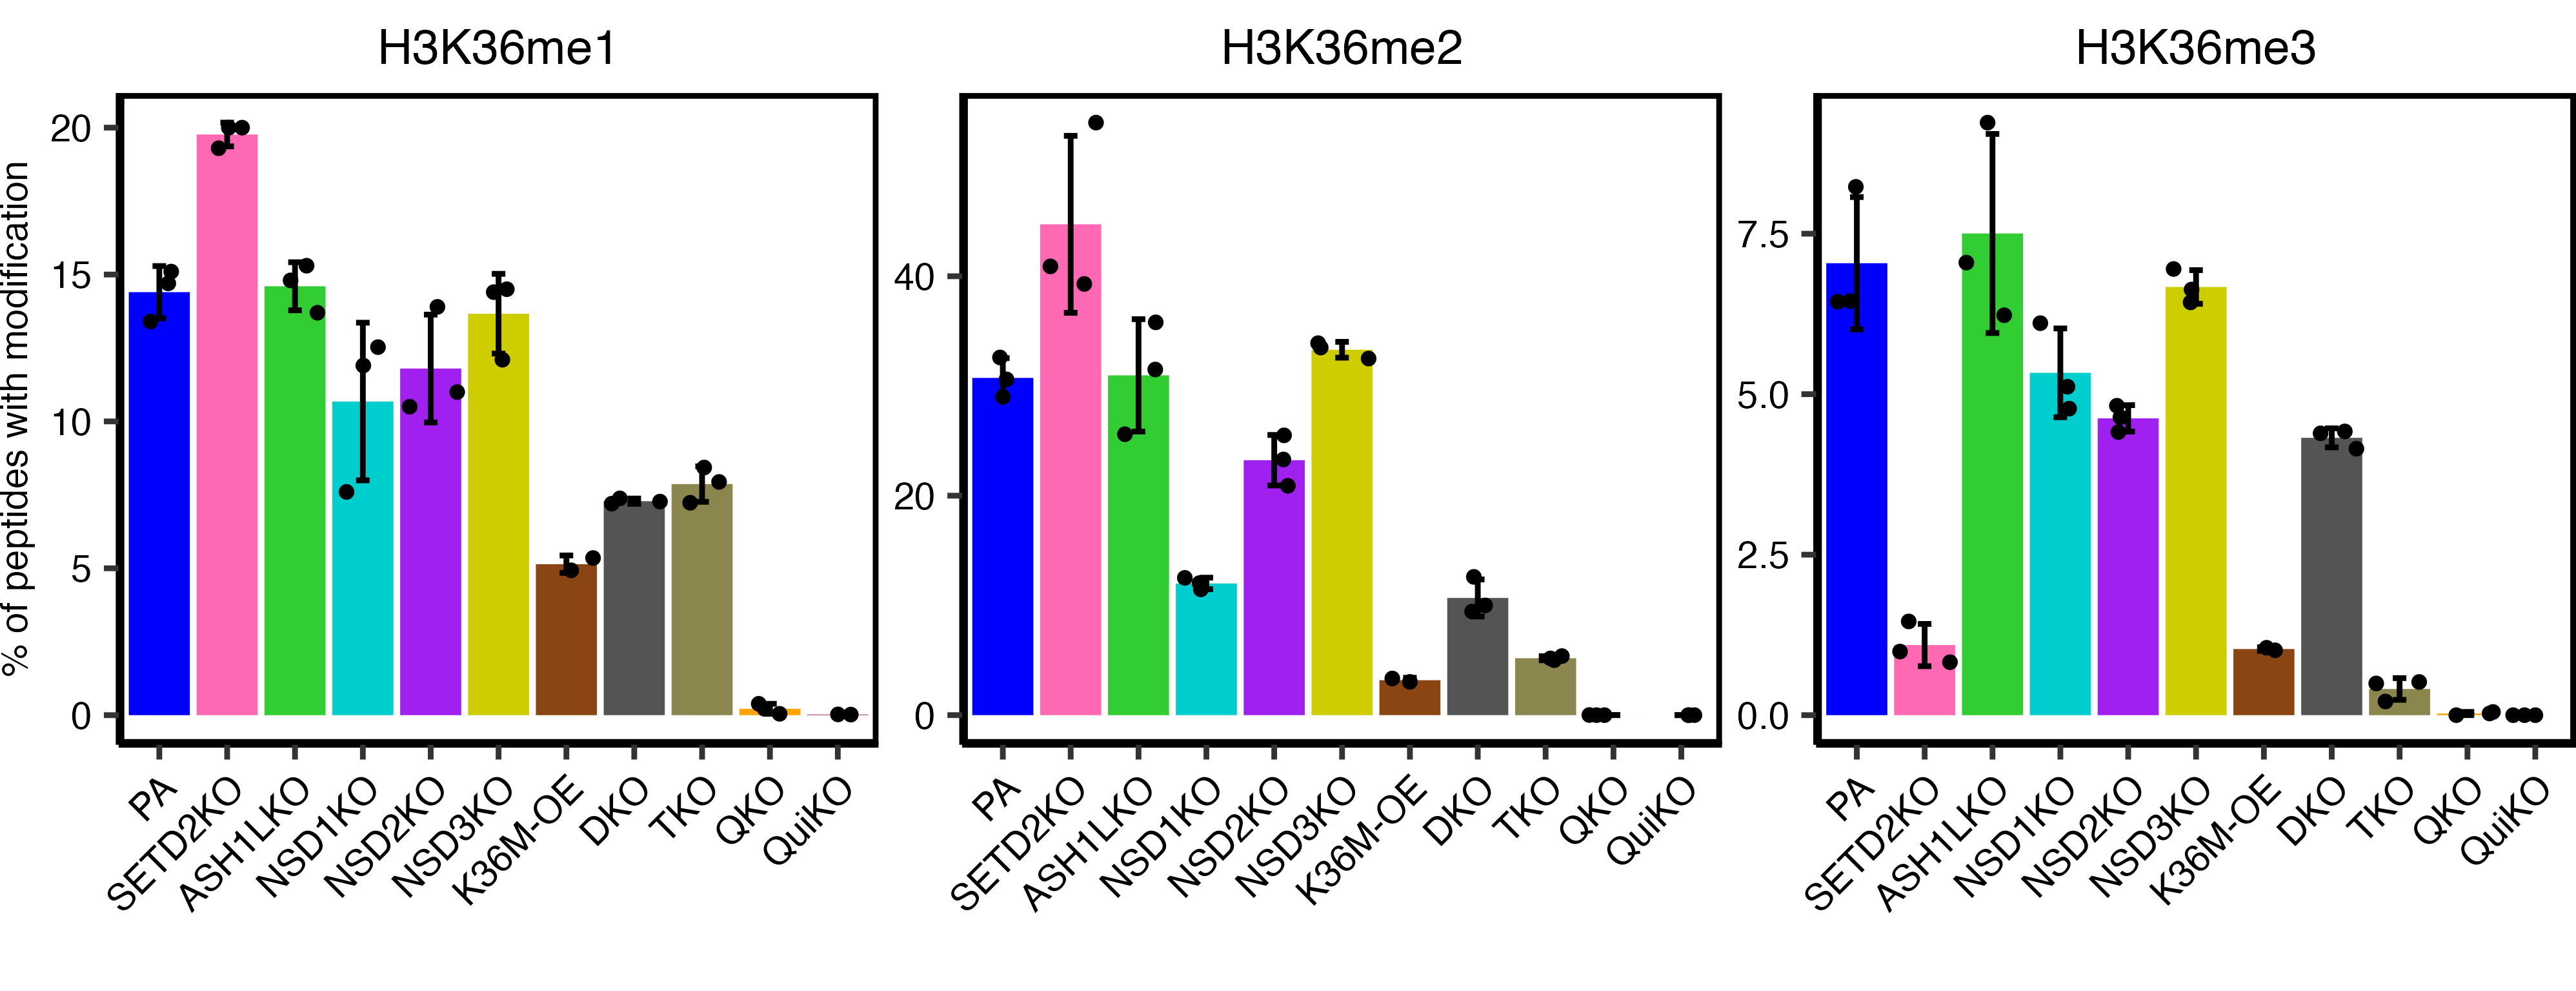 H3K36me1
H3K36me2
H3K36me3
% of peptides with modification
20
15
10
5
0
40
20
0
7.5
5.0
2.5
0.0
PA
SETD2KO
ASH1LKO
NSD1KO
NSD2KO
NSD3KO
K36M-OE
DKO
TKO
QKO
QuiKO
PA
SETD2KO
ASH1LKO
NSD1KO
NSD2KO
NSD3KO
K36M-OE
DKO
TKO
QKO
QuiKO
PA
SETD2KO
ASH1LKO
NSD1KO
NSD2KO
NSD3KO
K36M-OE
DKO
TKO
QKO
QuiKO